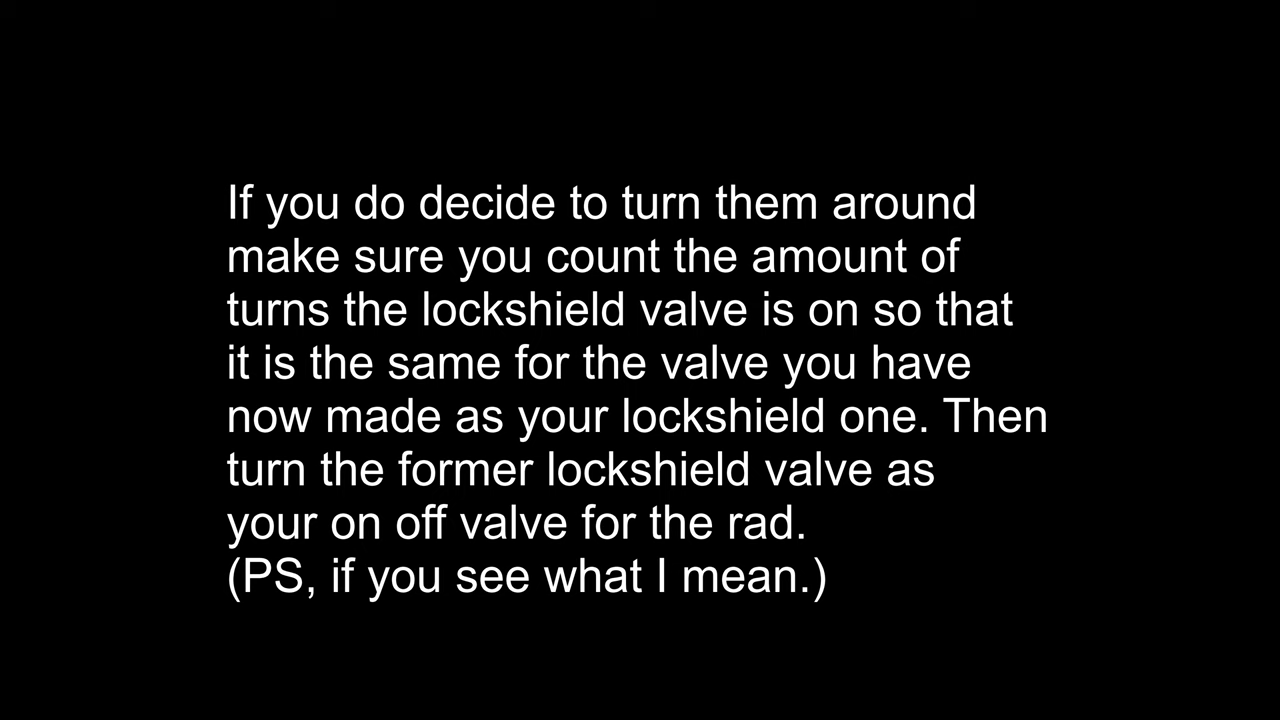 If you do decide to turn them around
make sure you count the amount of
turns the lockshield valve is on so that
it is the same for the valve you have
now made as your lockshield one. Then
turn the former lockshield valve as
your on off valve for the rad.
(PS, if you see what I mean.)